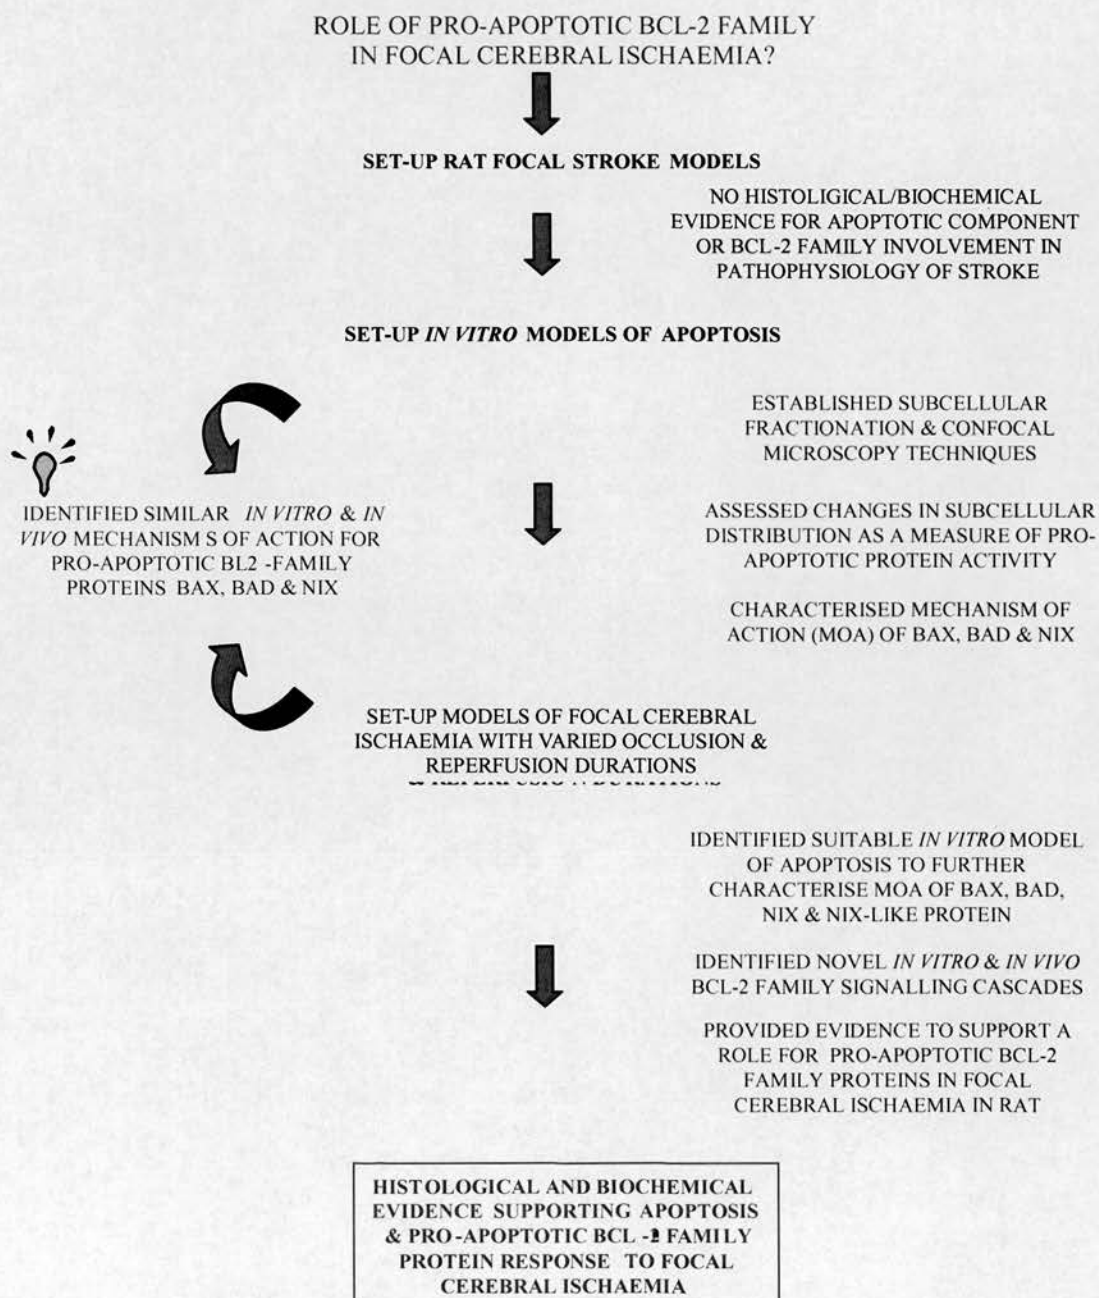 ROLE OF PRO-APOPTOTIC BCL-2 FAMILY
IN FOCAL CEREBRAL ISCHAEMIA?
SET-UP RAT FOCAL STROKE MODELS
NO HISTOLIGICAL/BIOCHEMICAL
EVIDENCE FOR APOPTOTIC COMPONENT
OR BCL-2 FAMILY INVOLVEMENT IN
PATHOPHYSIOLOGY OF STROKE
SET-UP IN VITRO MODELS OF APOPTOSIS
ESTABLISHED SUBCELLULAR
FRACTIONATION & CONFOCAL
MICROSCOPY TECHNIQUES
IDENTIFIED SIMILAR IN VITRO & IN
VIVO MECHANISM S OF ACTION FOR
PRO-APOPTOTIC BL2 -FAMILY
PROTEINS BAX, BAD & NIX
ASSESSED CHANGES IN SUBCELLULAR
DISTRIBUTION AS A MEASURE OF PRO-
APOPTOTIC PROTEIN ACTIVITY
CHARACTERISED MECHANISM OF
ACTION (MOA) OF BAX, BAD & NIX
SET-UP MODELS OF FOCAL CEREBRAL
ISCHAEMIA WITH VARIED OCCLUSION &
REPERFUSION DURATIONS
& REPERFUSION DURATIONS
IDENTIFIED SUITABLE IN VITRO MODEL
OF APOPTOSIS TO FURTHER
CHARACTERISE MOA OF BAX, BAD,
NIX & NIX-LIKE PROTEIN
IDENTIFIED NOVEL IN VITRO & IN VIVO
BCL-2 FAMILY SIGNALLING CASCADES
PROVIDED EVIDENCE TO SUPPORT A
ROLE FOR PRO-APOPTOTIC BCL-2
FAMILY PROTEINS IN FOCAL
CEREBRAL ISCHAEMIA IN RAT
HISTOLOGICAL AND BIOCHEMICAL
EVIDENCE SUPPORTING APOPTOSIS
& PRO-APOPTOTIC BCL -2 FAMILY
PROTEIN RESPONSE TO FOCAL
CEREBRAL ISCHAEMIA